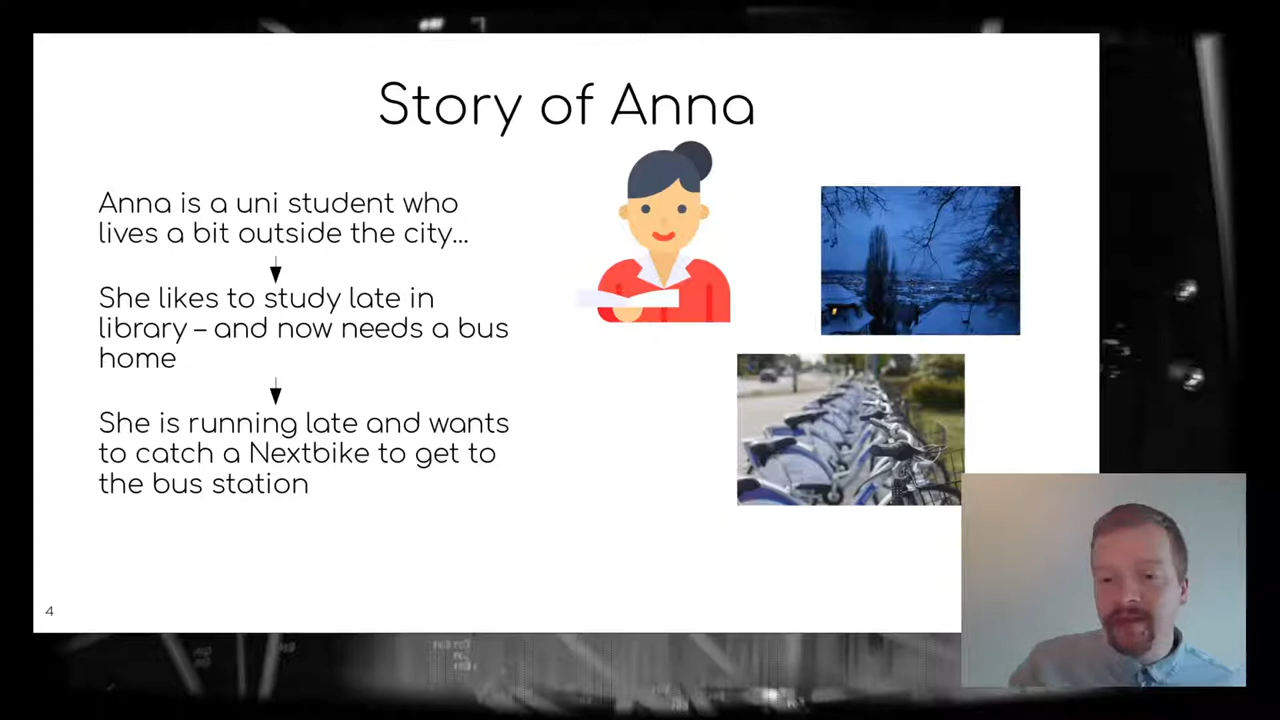 Story of Anna
Anna is a uni student who
lives a bit outside the city...
She likes to study late in
library – and now needs a bus
home
She is running late and wants
to catch a Nextbike to get to
the bus station
4